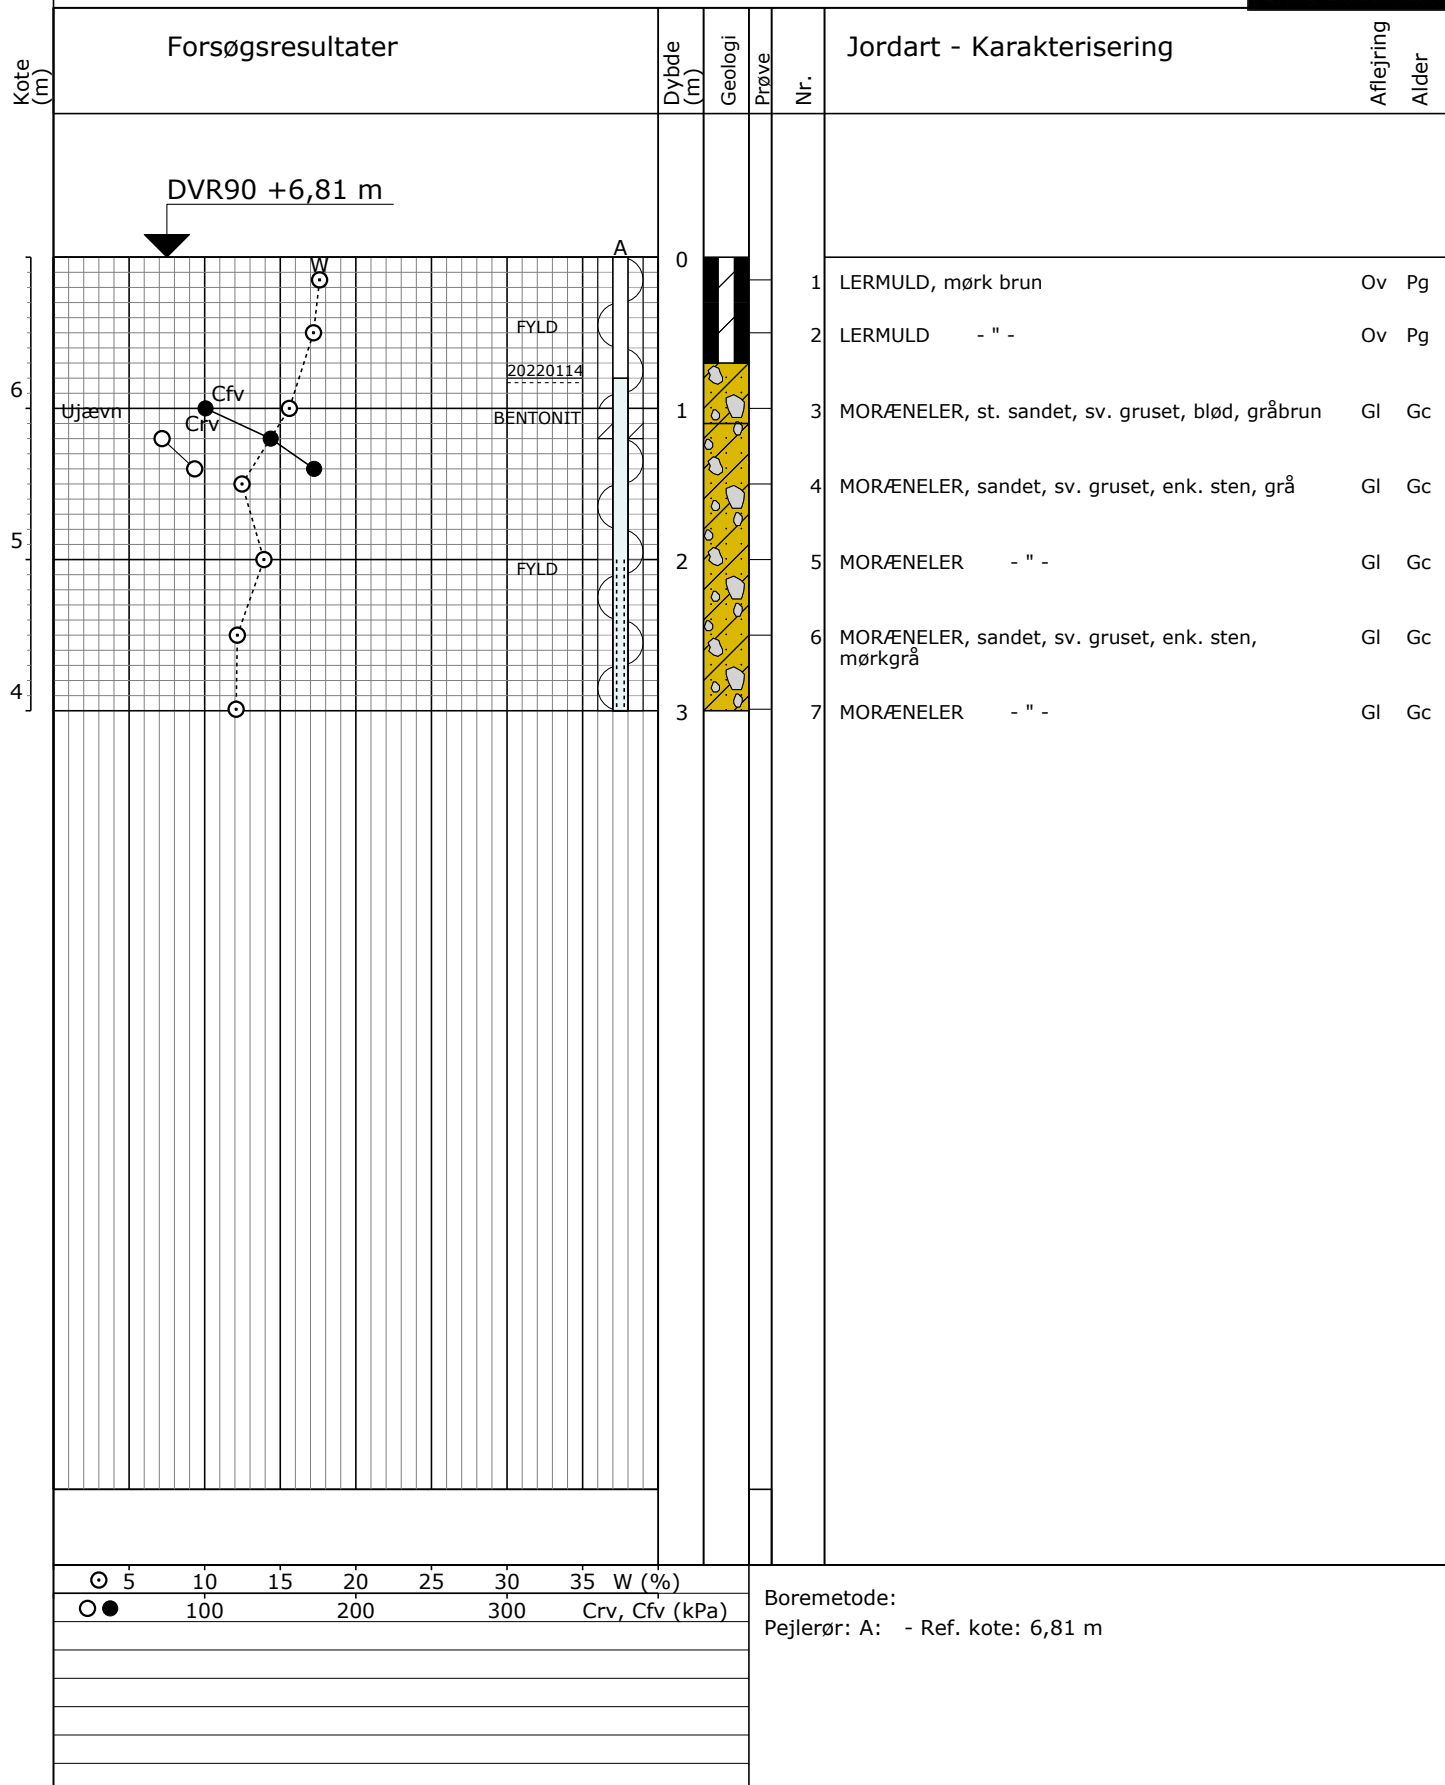 Kote (m)
Forsøgsresultater
Dybde (m)
Geologi
Prøve
Nr.
Jordart - Karakterisering
Aflejring
Alder
DVR90 +6,81 m
A
W
0
1 LERMULD, mørk brun Ov Pg
FYLD
2 LERMULD - " - Ov Pg
20220114
6
Cfv
Ujævn
Crv
BENTONIT
1
3 MORÆNELER, st. sandet, sv. gruset, blød, gråbrun Gl Gc
4 MORÆNELER, sandet, sv. gruset, enk. sten, grå Gl Gc
5
FYLD
2
5 MORÆNELER - " - Gl Gc
6 MORÆNELER, sandet, sv. gruset, enk. sten, Gl Gc
mørkgrå
4
3
7 MORÆNELER - " - Gl Gc
5 10 15 20 25 30 35 W (%)
100 200 300 Crv, Cfv (kPa)
Boremetode:
Pejlerør: A: - Ref. kote: 6,81 m